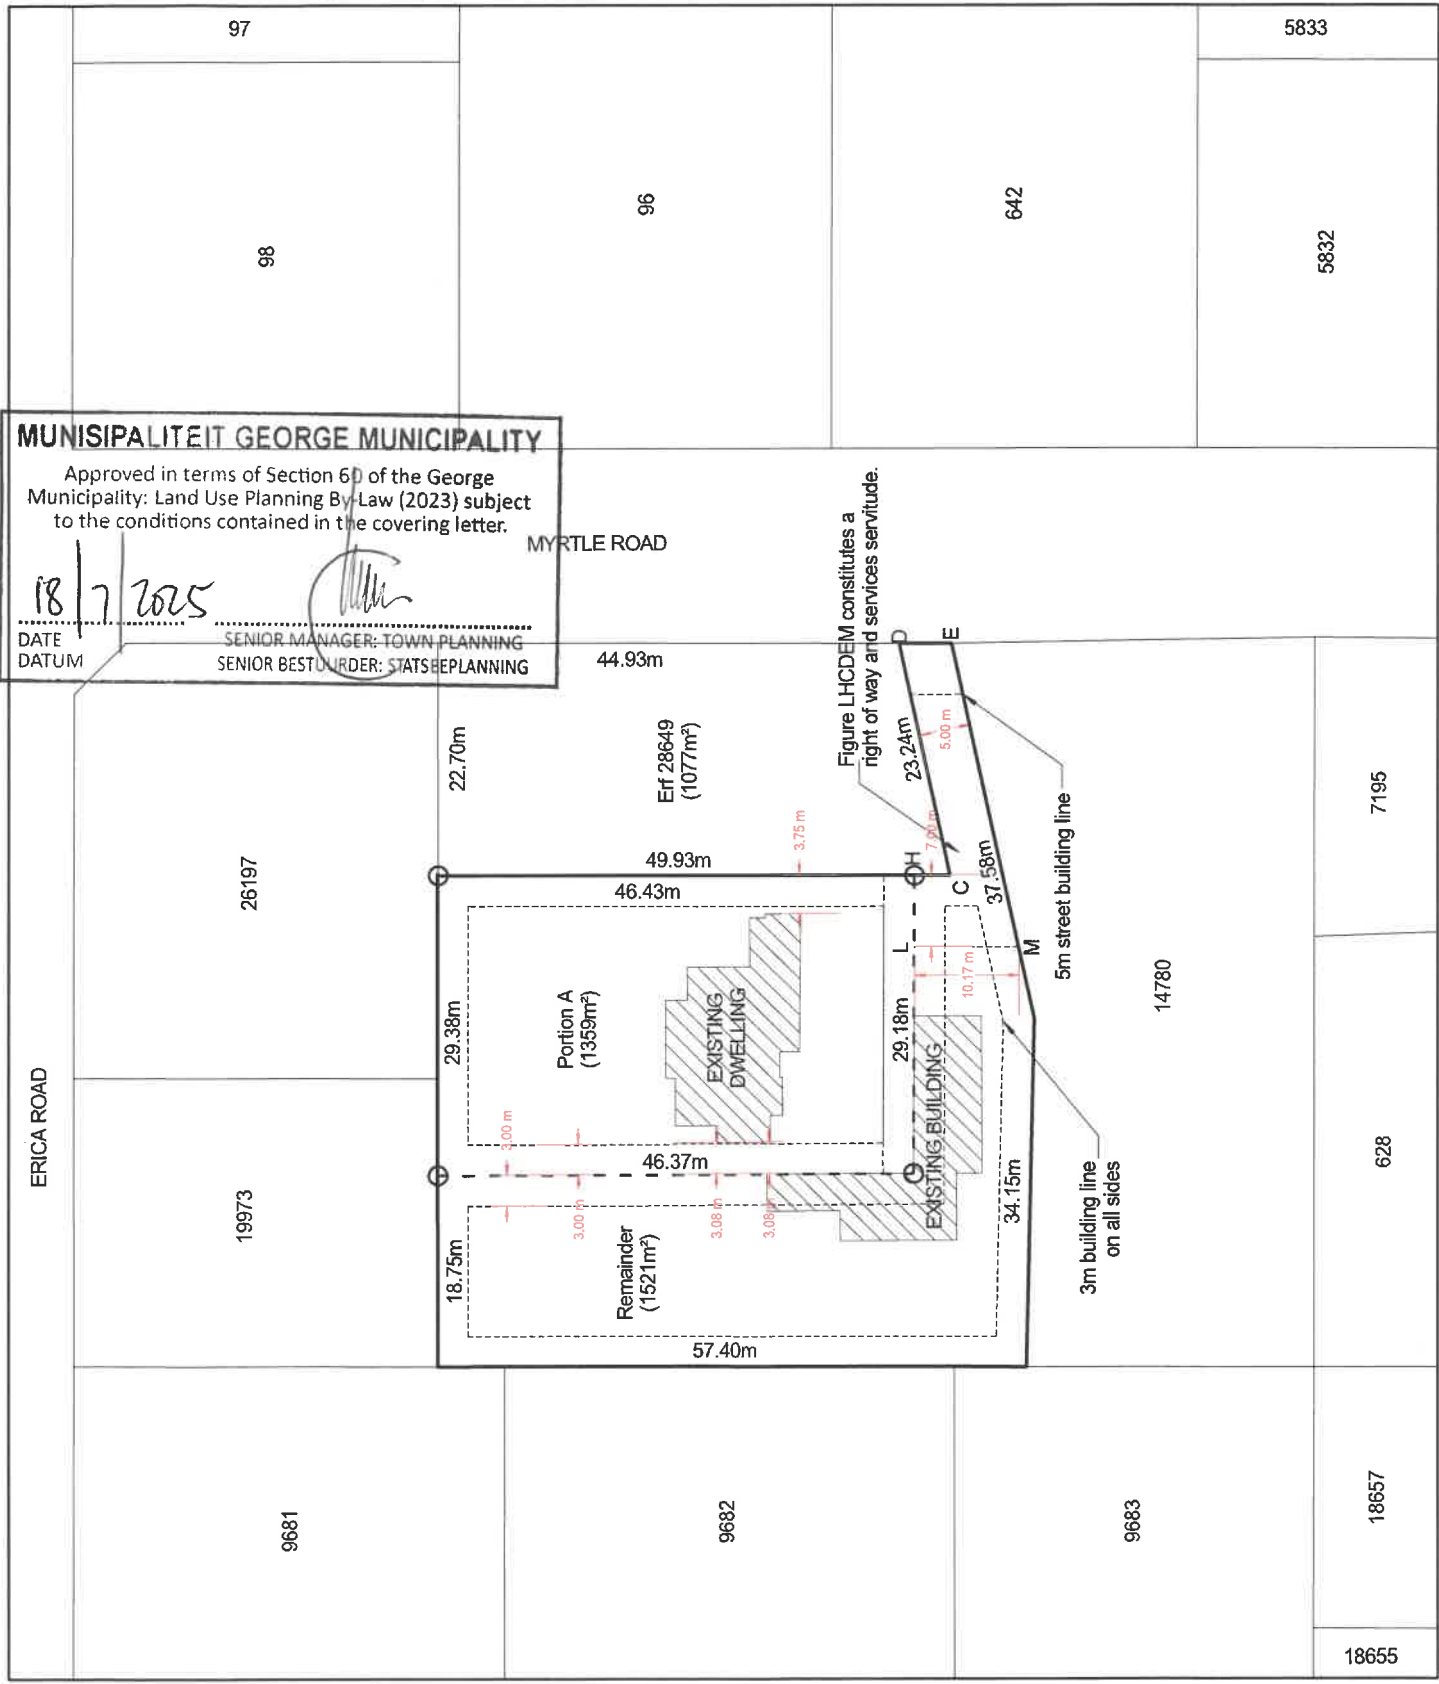 97
5833
98
96
642
5832
MUNISIPALITEIT GEORGE MUNICIPALITY
Approved in terms of Section 60 of the George
Municipality: Land Use Planning By-Law (2023) subject
to the conditions contained in the covering letter.
18/7/2025
DATE
DATUM
SENIOR MANAGER: TOWN PLANNING
SENIOR BESTUURDER: STATSBEPLANNING
MYRTLE ROAD
ERICA ROAD
26197
19973
22.70m
44.93m
Erf 28649
(1077m²)
Figure LHCDEM constitutes a
right of way and services servitude.
D
E
23.24m
5.00 m
3.75 m
7.00 m
H
C
49.93m
46.43m
37.58m
L
M
10.17 m
5m street building line
29.38m
Portion A
(1359m²)
EXISTING
DWELLING
29.18m
EXISTING BUILDING
3.00 m
46.37m
3.00 m
3.08 m
3.08 m
18.75m
Remainder
(1521m²)
34.15m
3m building line
on all sides
57.40m
14780
7195
628
9681
9682
9683
18657
18655